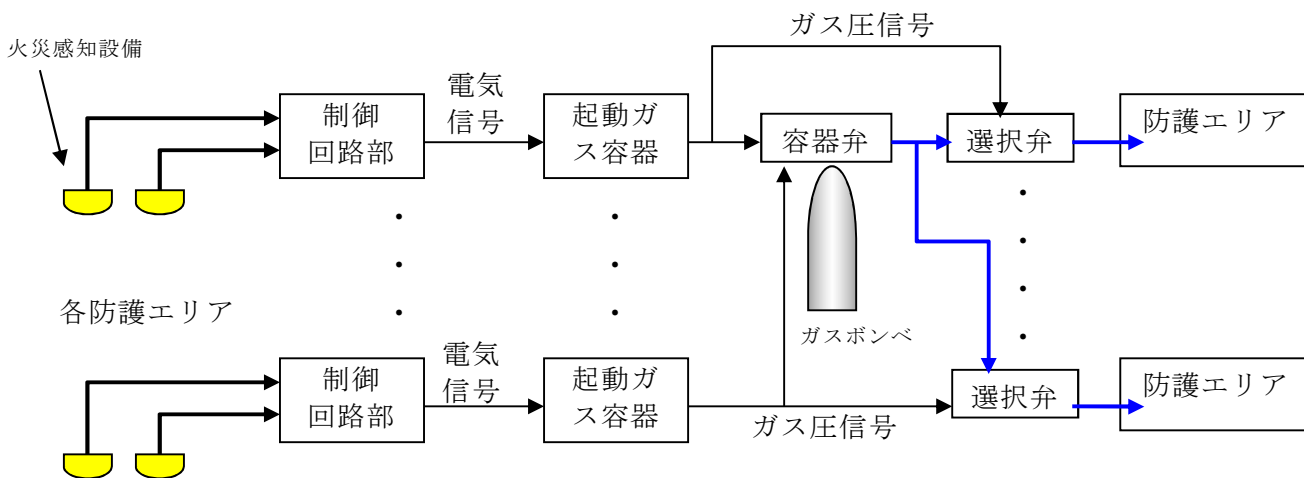 ガス圧信号
火災感知設備
電気
信号
制御
回路部
起動ガ
ス容器
容器弁
選択弁
防護エリア
・
・
・
・
・
・
・
・
・
・
各防護エリア
ガスボンベ
電気
信号
制御
回路部
起動ガ
ス容器
ガス圧信号
選択弁
防護エリア